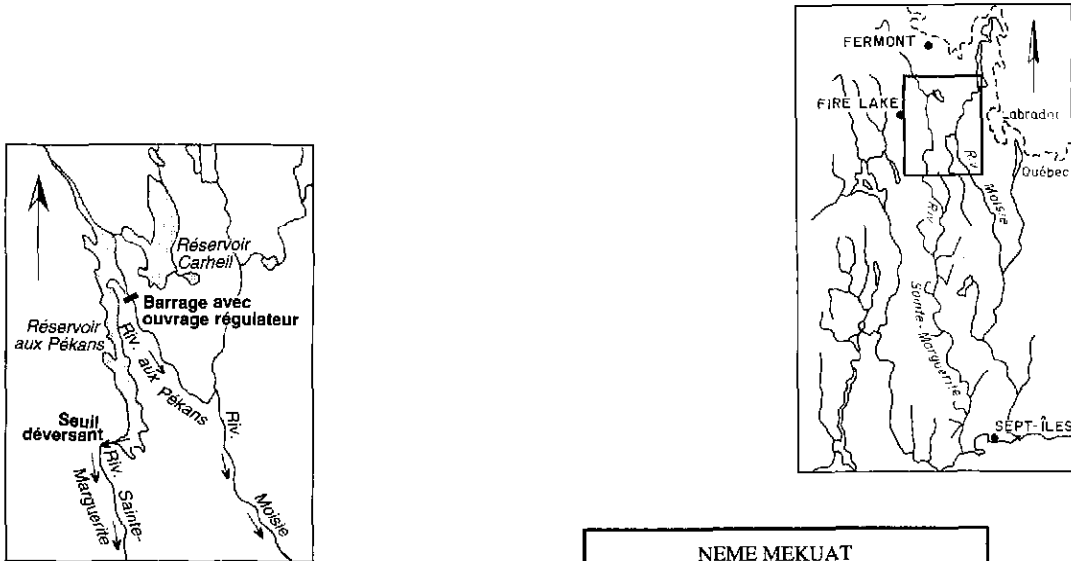 Réservoir
Carheil
Barrage avec
ouvrage régulateur
Réservoir
aux Pékans
Riv. aux Pékans
Seuil
déversant
Riv. Sainte-
Marguerite
Riv. Moisie
FERMONT
FIRE LAKE
Labrador
Québec
Riv. Moisie
Riv. Sainte-Marguerite
SEPT-ÎLES
NEME MEKUAT